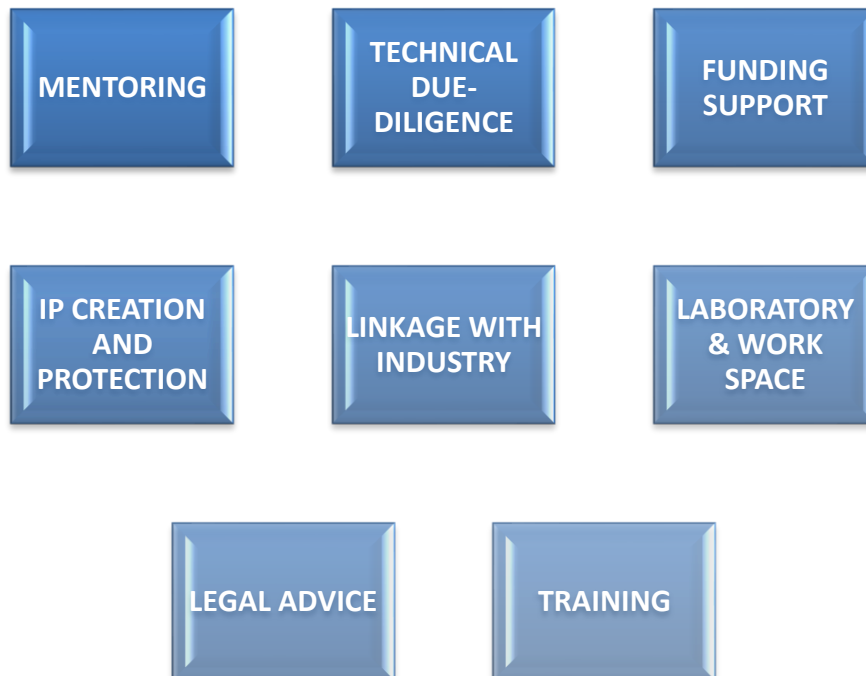 MENTORING
TECHNICAL
DUE-
DILIGENCE
FUNDING
SUPPORT
IP CREATION
AND
PROTECTION
LINKAGE WITH
INDUSTRY
LABORATORY
& WORK
SPACE
LEGAL ADVICE
TRAINING